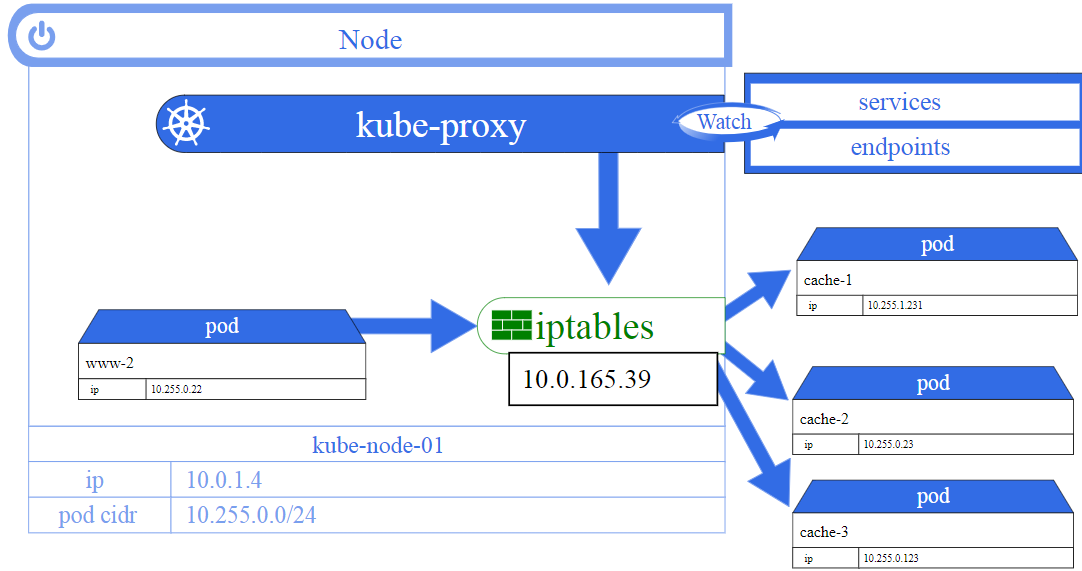 Node
kube-proxy
Watch
services
endpoints
pod
cache-1
ip 10.255.1.231
pod
www-2
ip 10.255.0.22
iptables
10.0.165.39
pod
cache-2
ip 10.255.0.23
kube-node-01
ip 10.0.1.4
pod cidr 10.255.0.0/24
pod
cache-3
ip 10.255.0.123